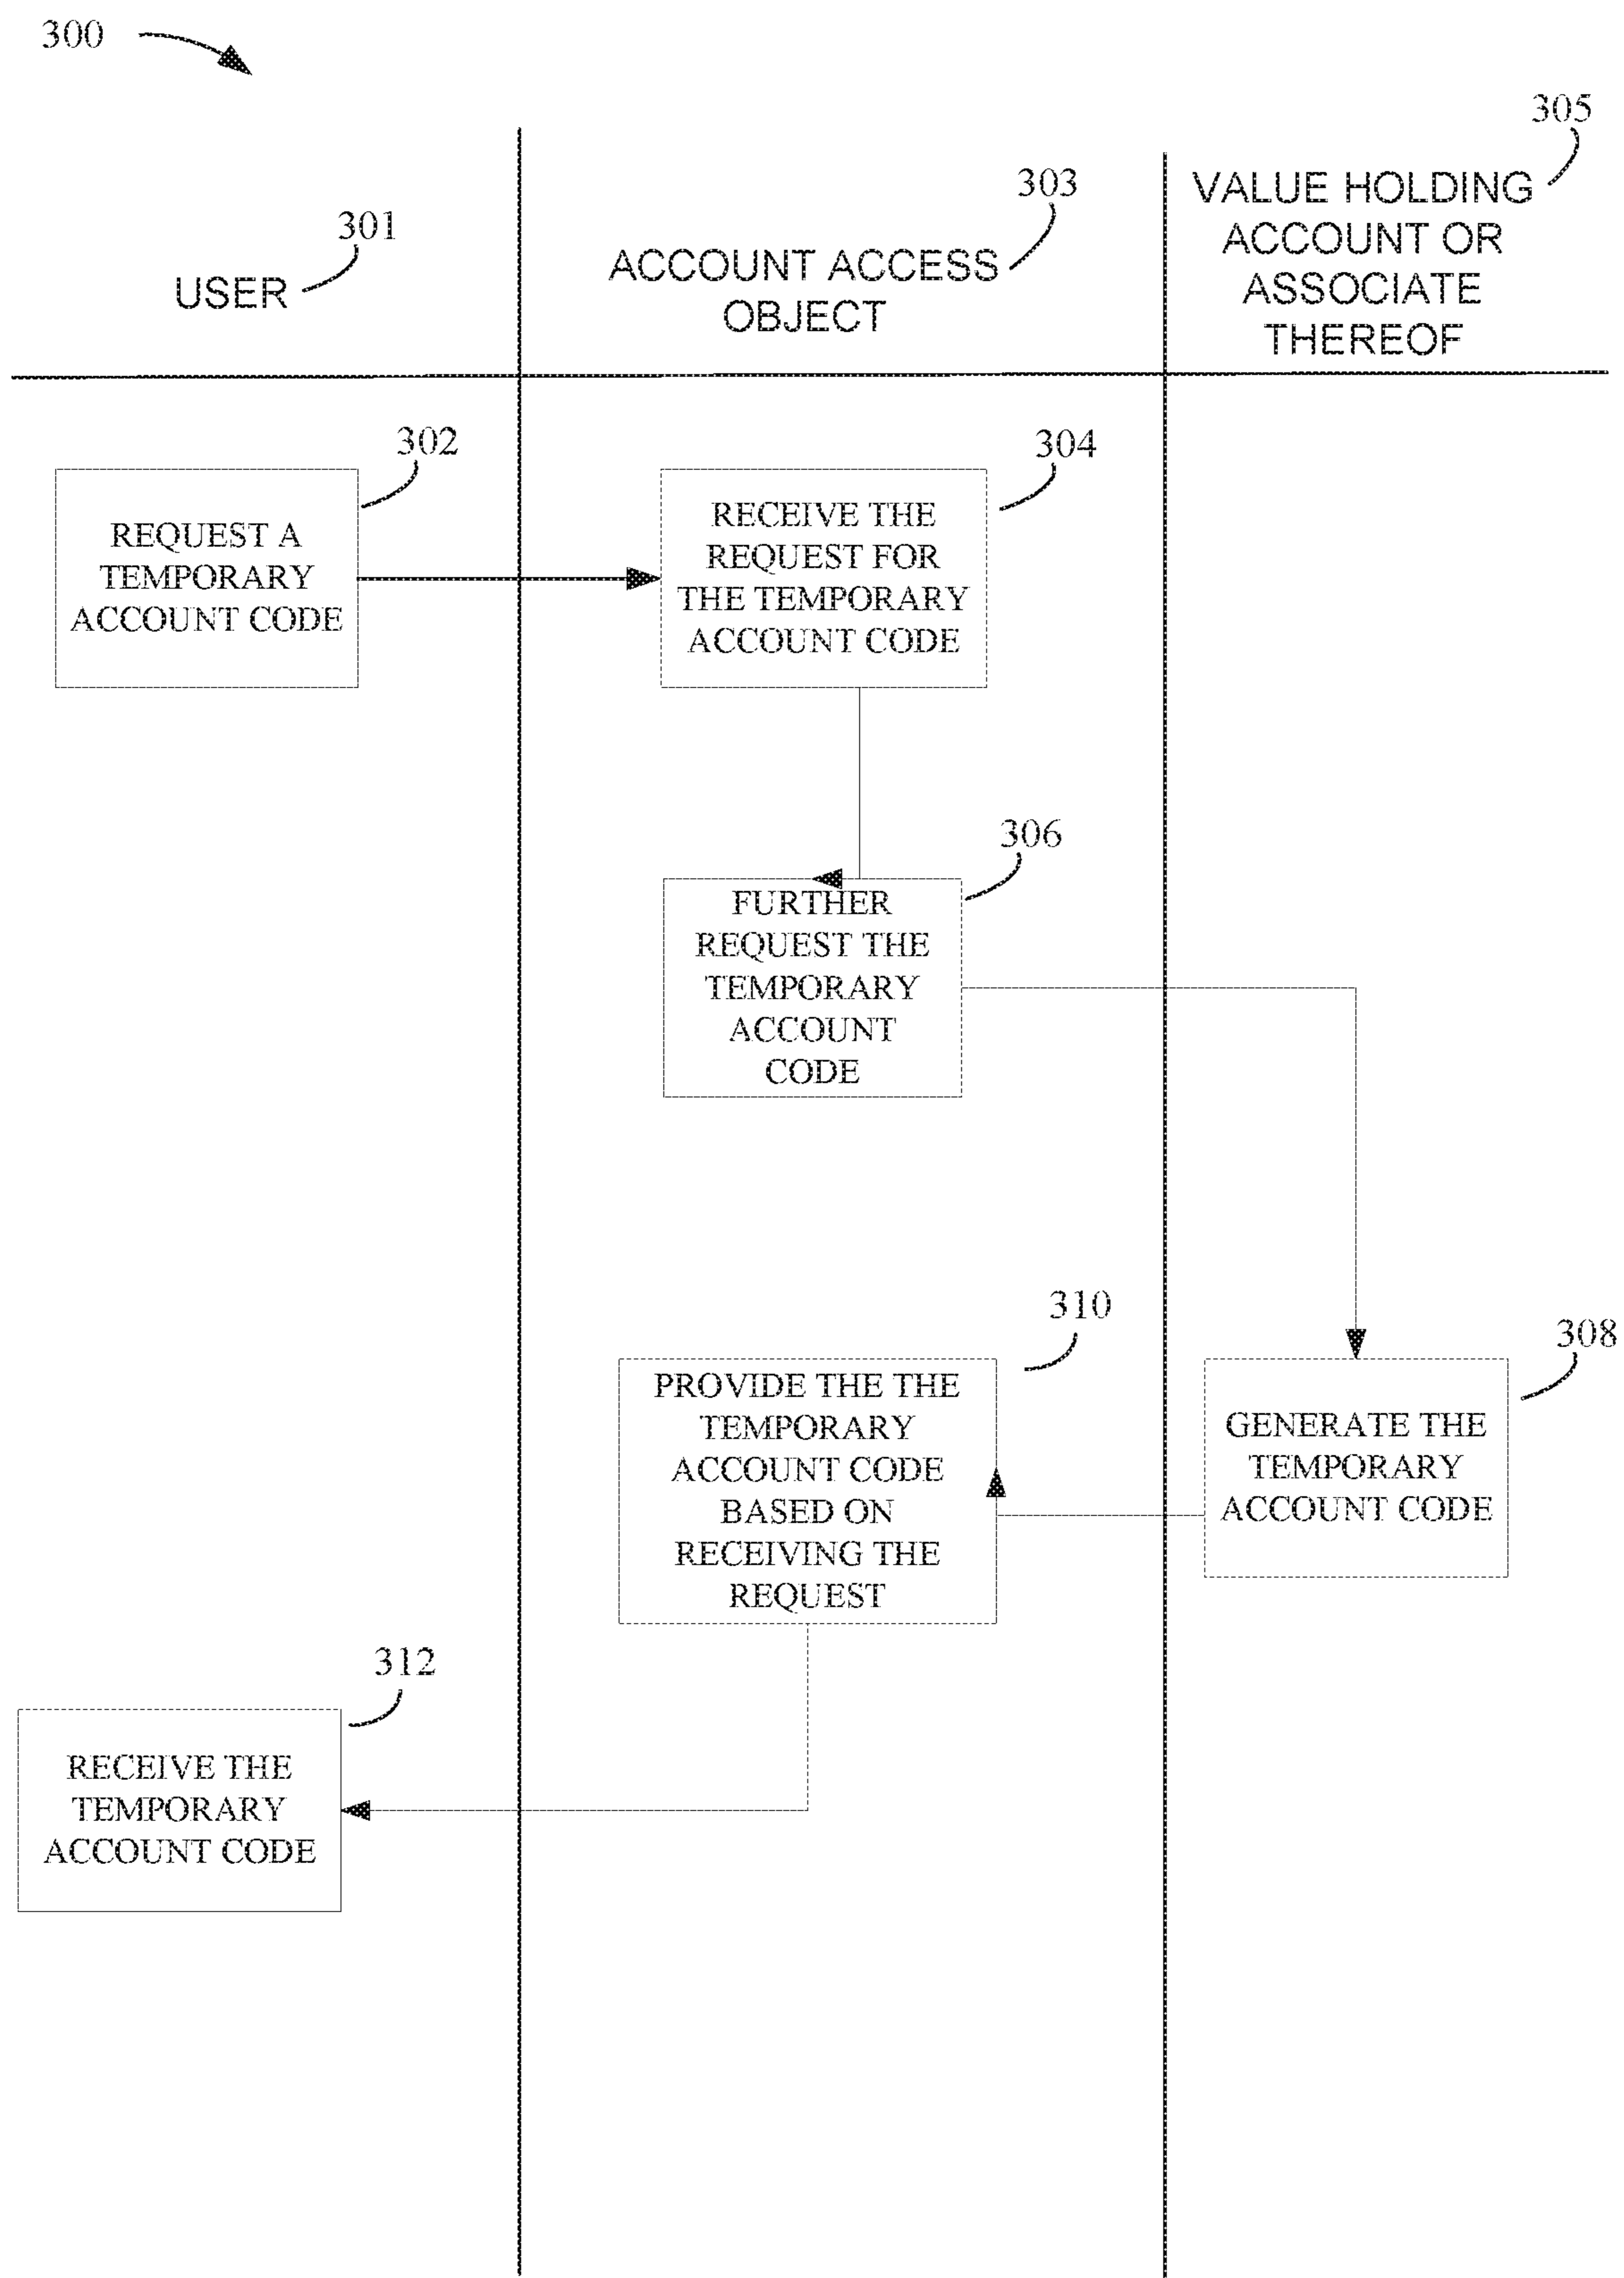 300
301
USER
303
ACCOUNT ACCESS
OBJECT
305
VALUE HOLDING
ACCOUNT OR
ASSOCIATE
THEREOF
302
REQUEST A
TEMPORARY
ACCOUNT CODE
304
RECEIVE THE
REQUEST FOR
THE TEMPORARY
ACCOUNT CODE
306
FURTHER
REQUEST THE
TEMPORARY
ACCOUNT
CODE
308
GENERATE THE
TEMPORARY
ACCOUNT CODE
310
PROVIDE THE THE
TEMPORARY
ACCOUNT CODE
BASED ON
RECEIVING THE
REQUEST
312
RECEIVE THE
TEMPORARY
ACCOUNT CODE